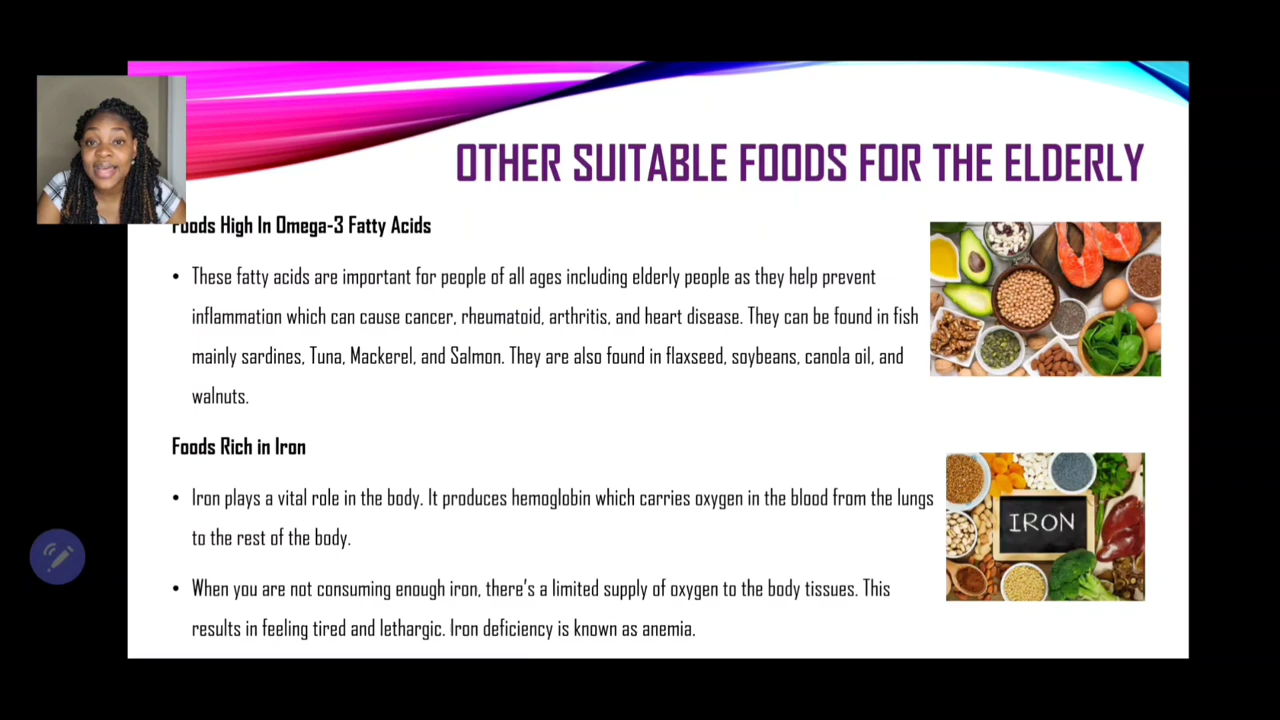 OTHER SUITABLE FOODS FOR THE ELDERLY
Foods High In Omega-3 Fatty Acids
• These fatty acids are important for people of all ages including elderly people as they help prevent
inflammation which can cause cancer, rheumatoid, arthritis, and heart disease. They can be found in fish
mainly sardines, Tuna, Mackerel, and Salmon. They are also found in flaxseed, soybeans, canola oil, and
walnuts.
Foods Rich in Iron
• Iron plays a vital role in the body. It produces hemoglobin which carries oxygen in the blood from the lungs
to the rest of the body.
IRON
• When you are not consuming enough iron, there's a limited supply of oxygen to the body tissues. This
results in feeling tired and lethargic. Iron deficiency is known as anemia.